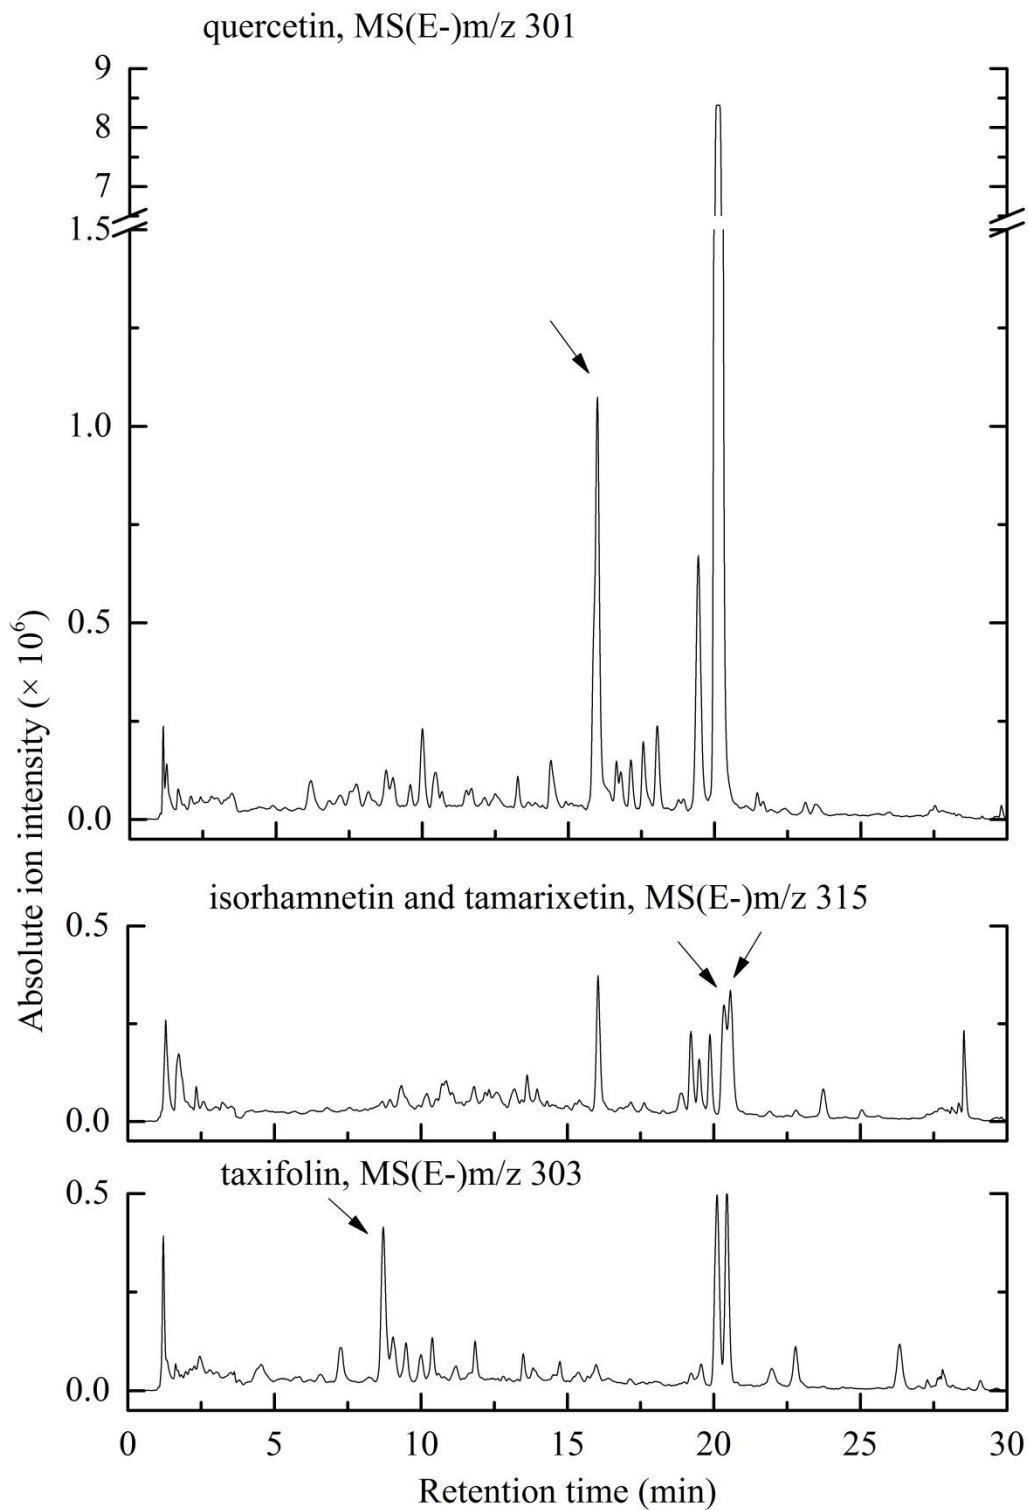 quercetin, MS(E-)m/z 301
9
8
7
1.5
1.0
0.5
0.0
Absolute ion intensity (× 10⁶)
isorhamnetin and tamarixetin, MS(E-)m/z 315
0.5
0.0
taxifolin, MS(E-)m/z 303
0.5
0.0
0 5 10 15 20 25 30
Retention time (min)